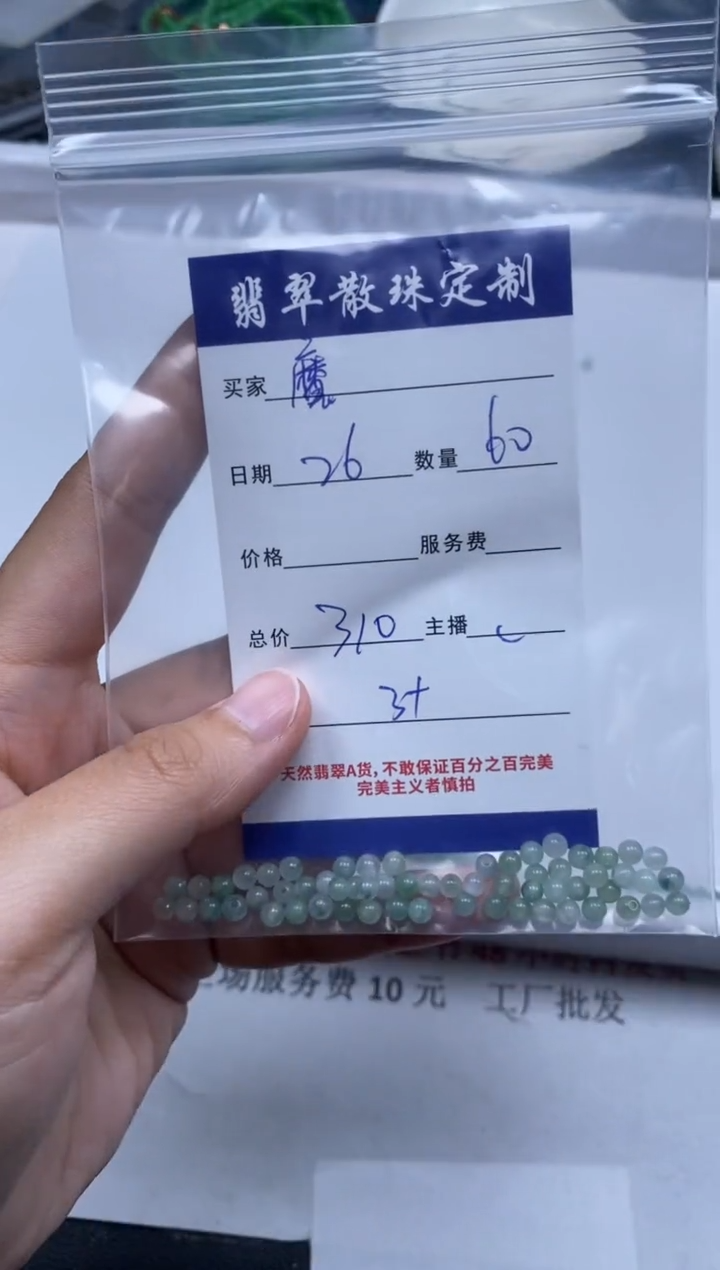 翡翠散珠定制
买家 魔
日期 26 数量 60
价格 服务费
总价 310 主播
3+
天然翡翠A货,不敢保证百分之百完美
完美主义者慎拍
场服务费 10 元 工厂批发